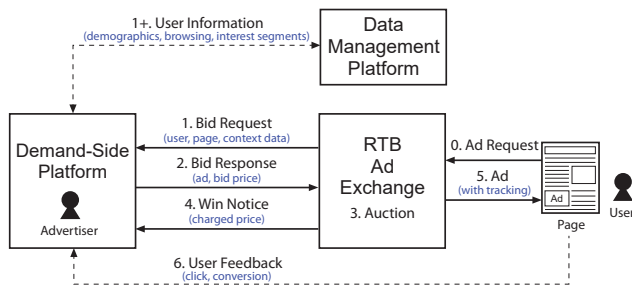 1+. User Information
(demographics, browsing, interest segments)
Data
Management
Platform
Demand-Side
Platform
Advertiser
1. Bid Request
(user, page, context data)
2. Bid Response
(ad, bid price)
4. Win Notice
(charged price)
RTB
Ad
Exchange
3. Auction
0. Ad Request
5. Ad
(with tracking)
Ad
Page
User
6. User Feedback
(click, conversion)